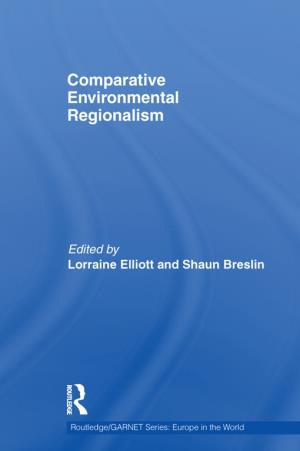 Comparative
Environmental
Regionalism
Edited by
Lorraine Elliott and Shaun Breslin
ROUTLEDGE
Routledge/GARNET Series: Europe in the World